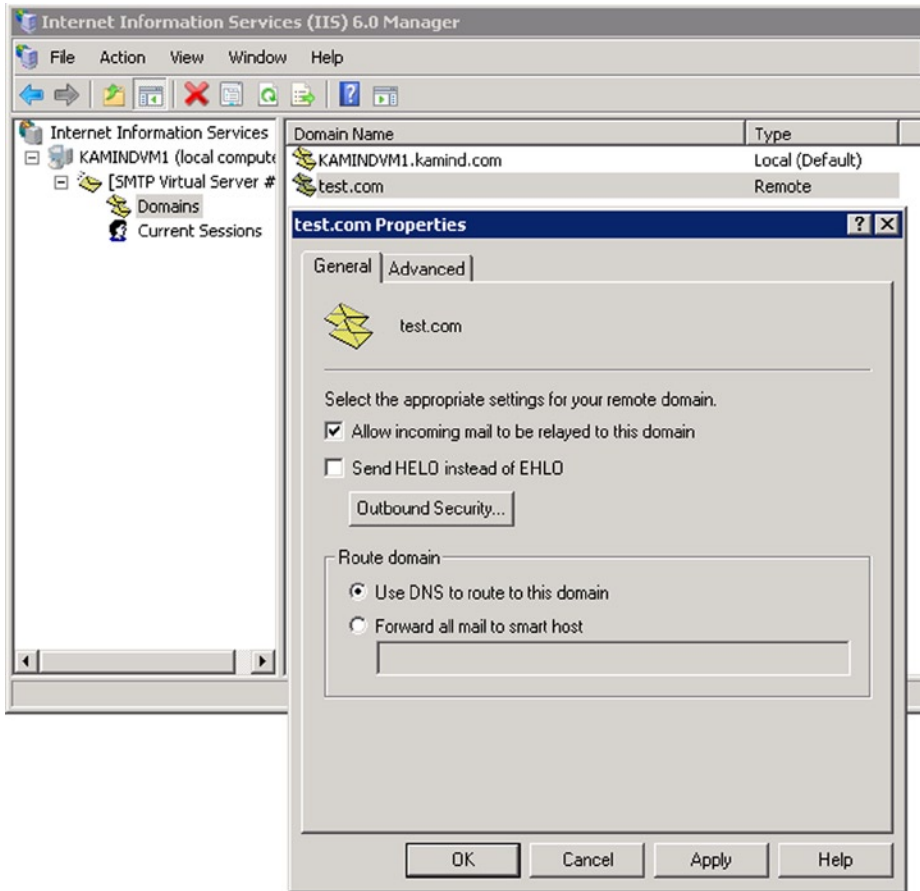 Internet Information Services (IIS) 6.0 Manager
File Action View Window Help
Internet Information Services
KAMINDVM1 (local compute
[SMTP Virtual Server #
Domains
Current Sessions
Domain Name Type
KAMINDVM1.kamind.com Local (Default)
test.com Remote
test.com Properties
General Advanced
test.com
Select the appropriate settings for your remote domain.
Allow incoming mail to be relayed to this domain
Send HELO instead of EHLO
Outbound Security...
Route domain
Use DNS to route to this domain
Forward all mail to smart host
OK Cancel Apply Help